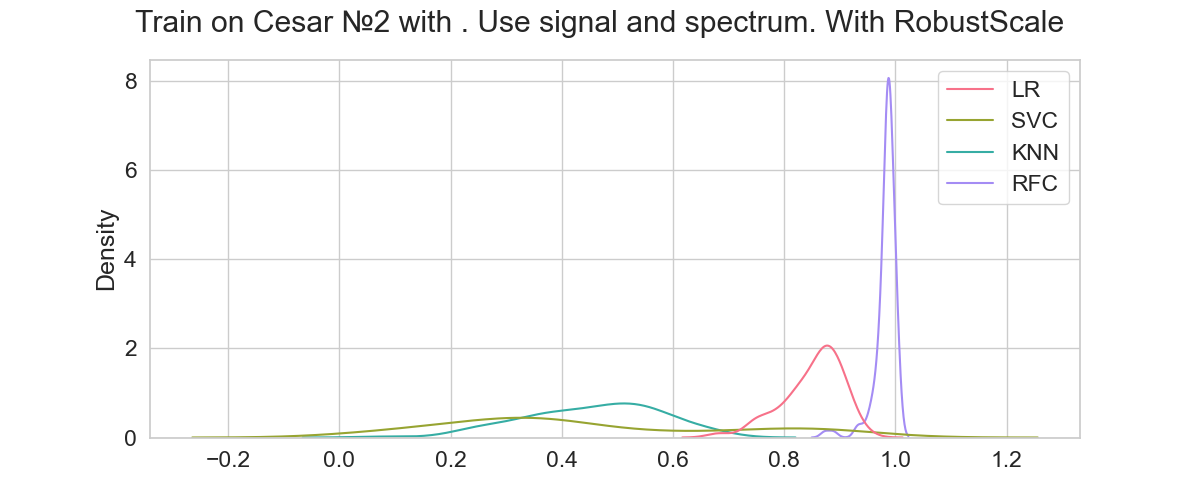 Train on Cesar №2 with . Use signal and spectrum. With RobustScale
Density
8
6
4
2
0
−0.2
0.0
0.2
0.4
0.6
0.8
1.0
1.2
LR
SVC
KNN
RFC